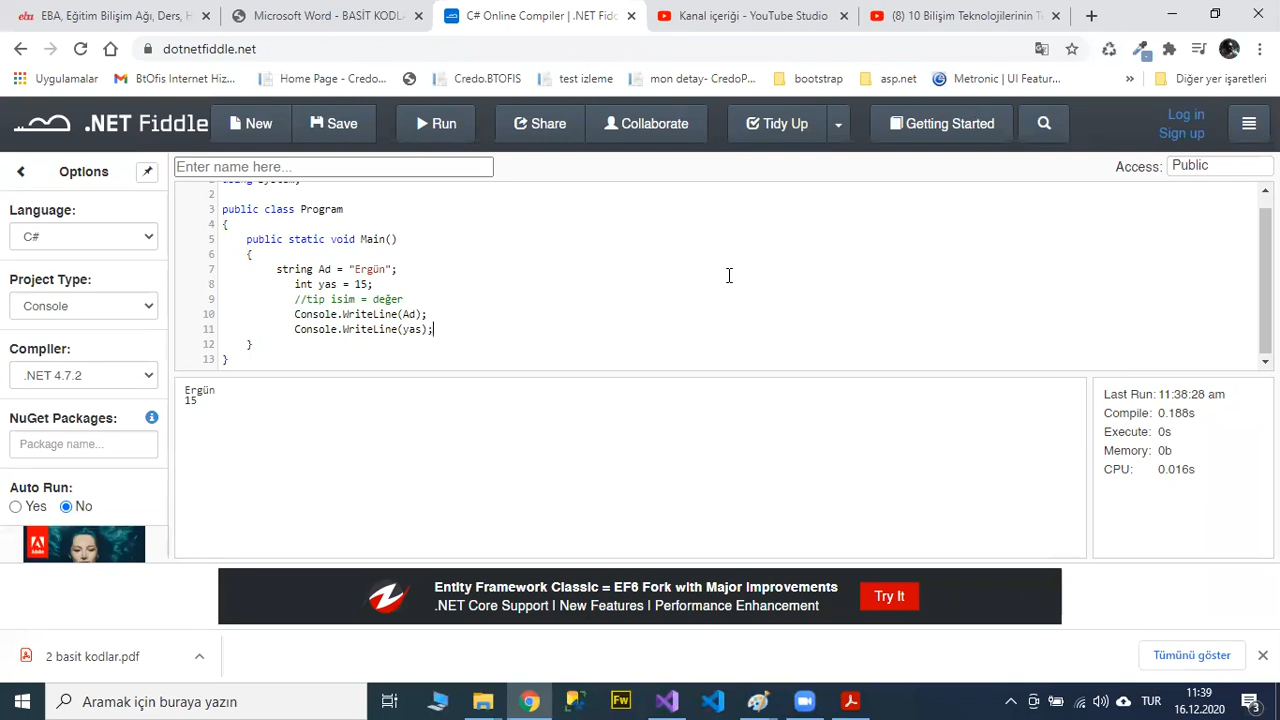 EBA, Eğitim Bilişim Ağı, Ders,
Microsoft Word - BASİT KODL
C# Online Compiler | .NET Fidd
Kanal içeriği - YouTube Studio
(8) 10 Bilişim Teknolojilerinin T
dotnetfiddle.net
Uygulamalar
BtOfis Internet Hiz...
Home Page - Credo...
Credo.BTOFIS
test izleme
mon detay- CredoP...
bootstrap
asp.net
Metronic | UI Featur...
»
Diğer yer işaretleri
.NET Fiddle
New
Save
Run
Share
Collaborate
Tidy Up
Getting Started
Log in
Sign up
Options
Enter name here...
Access:
Public
Language:
C#
Project Type:
Console
Compiler:
.NET 4.7.2
NuGet Packages:
Package name...
Auto Run:
Yes
No
2
3 public class Program
4 {
5 public static void Main()
6 {
7 string Ad = "Ergün";
8 int yas = 15;
9 //tip isim = değer
10 Console.WriteLine(Ad);
11 Console.WriteLine(yas);
12 }
13 }
Ergün
15
Last Run: 11:38:28 am
Compile: 0.188s
Execute: 0s
Memory: 0b
CPU: 0.016s
Entity Framework Classic = EF6 Fork with Major Improvements
.NET Core Support I New Features I Performance Enhancement
Try It
2 basit kodlar.pdf
Tümünü göster
Aramak için buraya yazın
Fw
TUR
11:39
16.12.2020
3